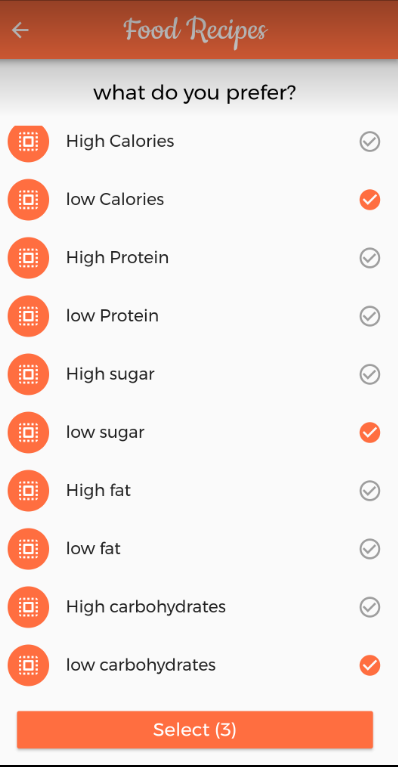 Food Recipes
what do you prefer?
High Calories
low Calories
High Protein
low Protein
High sugar
low sugar
High fat
low fat
High carbohydrates
low carbohydrates
Select (3)